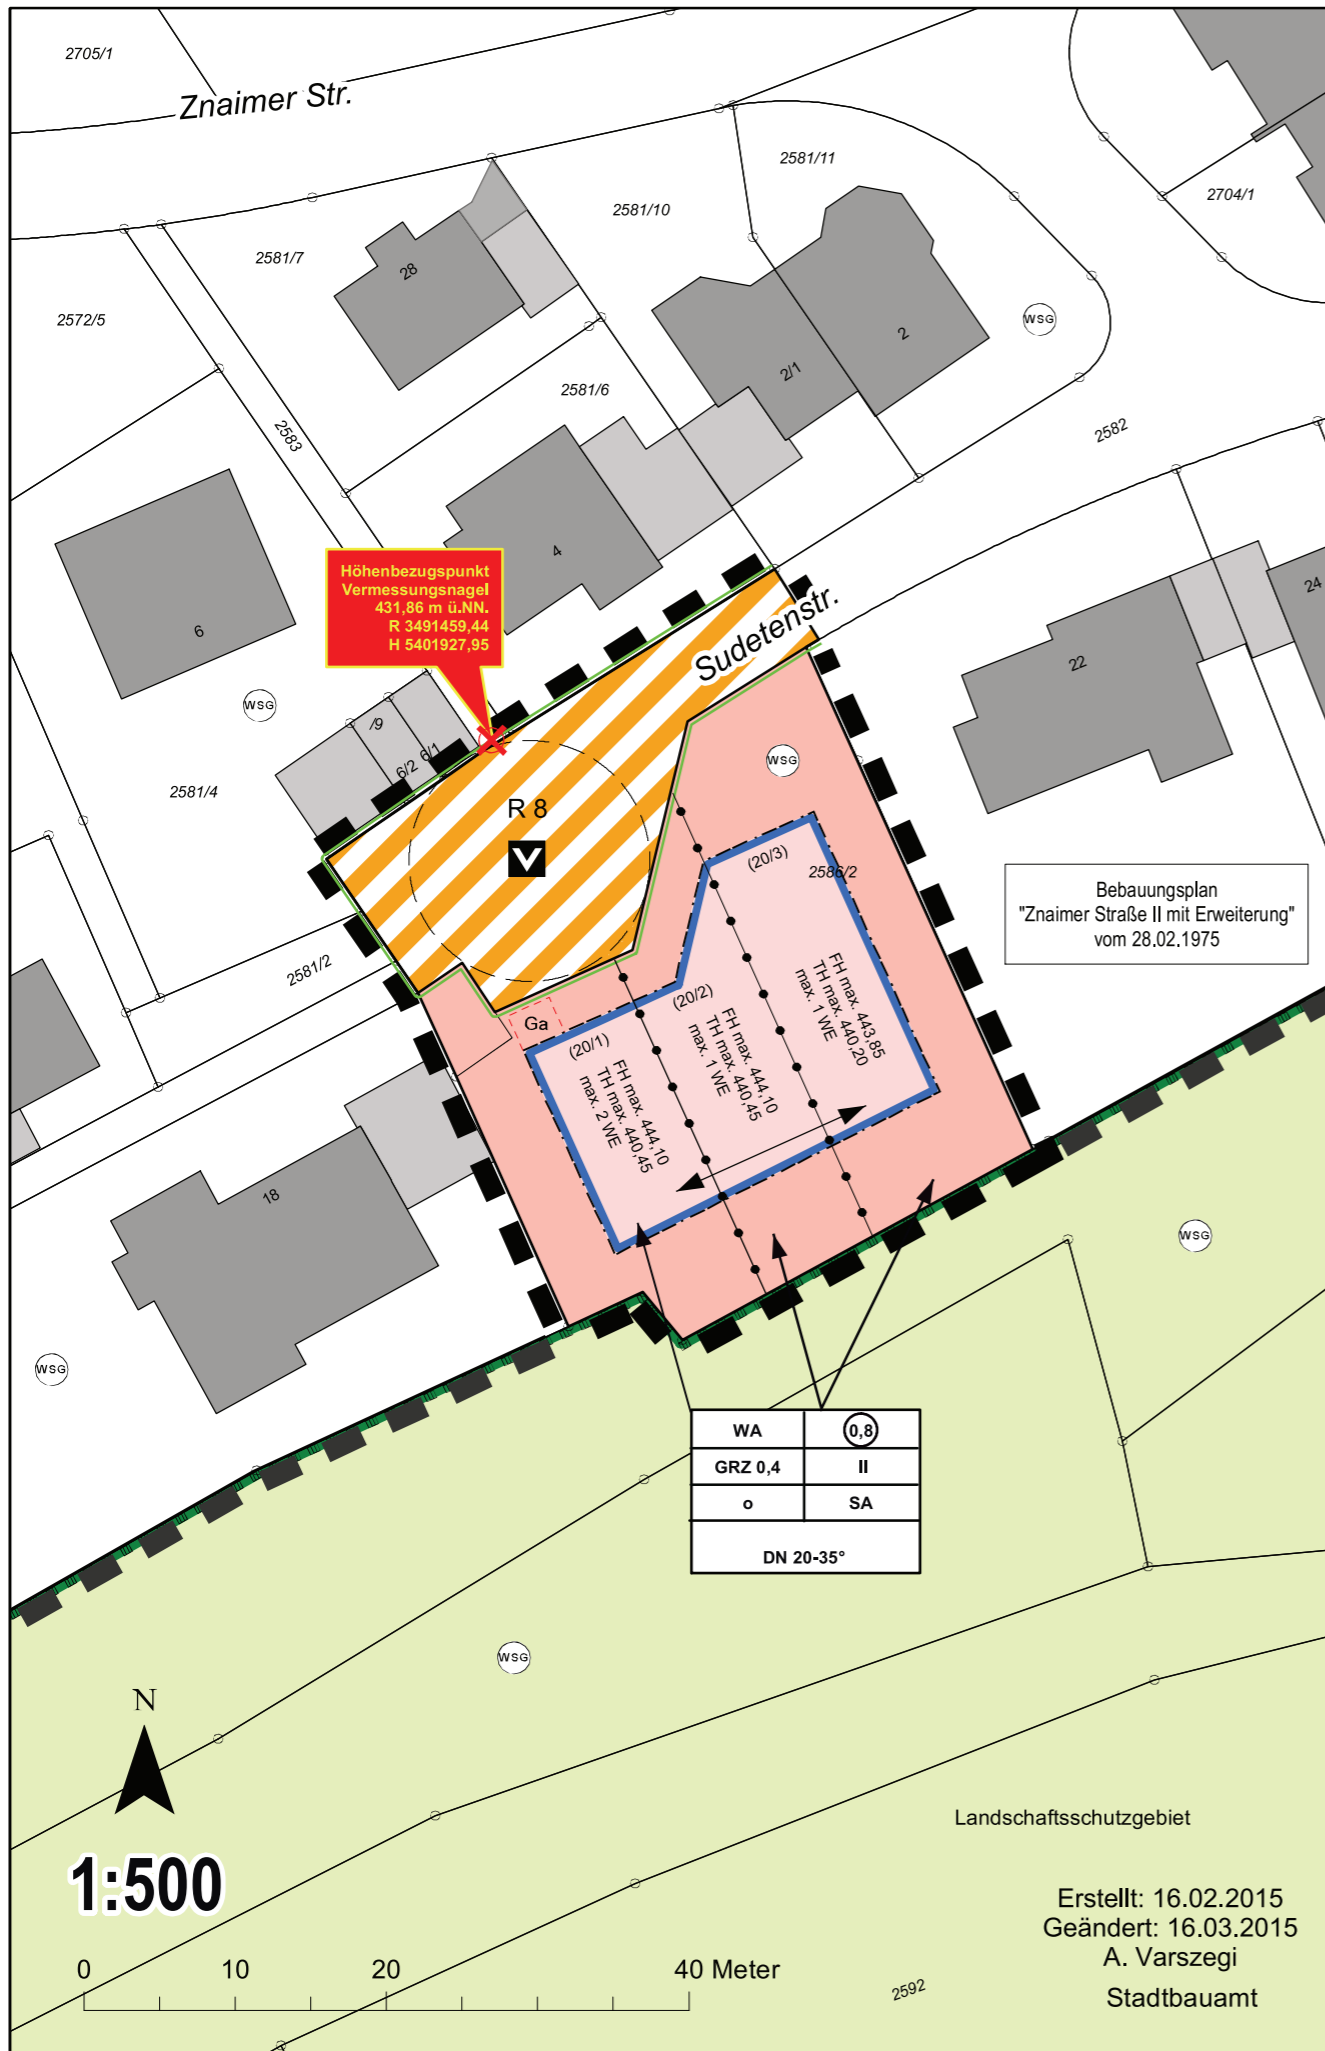 2705/1
Znaimer Str.
2581/11
2704/1
2581/10
2581/7
28
2572/5
WSG
2
2/1
2581/6
2583
2582
4
Höhenbezugspunkt
Vermessungsnagel
431,86 m ü.NN.
R 3491459,44
H 5401927,95
24
Sudetenstr.
6
22
WSG
/9
6/1
6/2
WSG
2581/4
R 8
V
(20/3)
2586/2
Bebauungsplan
"Znaimer Straße II mit Erweiterung"
vom 28.02.1975
2581/2
FH max. 443,85
TH max. 440,20
max. 1 WE
(20/2)
FH max. 444,10
TH max. 440,45
max. 1 WE
Ga
(20/1)
FH max. 444,10
TH max. 440,45
max. 2 WE
18
WSG
WSG
WA
0,8
GRZ 0,4
II
o
SA
DN 20-35°
WSG
N
1:500
Landschaftsschutzgebiet
Erstellt: 16.02.2015
Geändert: 16.03.2015
A. Varszegi
Stadtbauamt
0
10
20
40 Meter
2592